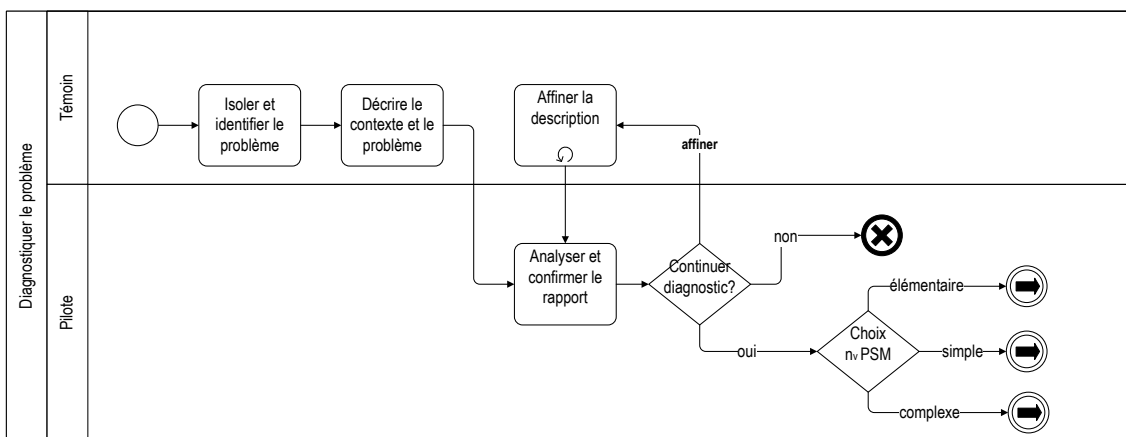 Diagnostiquer le problème
Témoin
Isoler et
identifier le
problème
Décrire le
contexte et le
problème
Affiner la
description
affiner
Pilote
Analyser et
confirmer le
rapport
Continuer
diagnostic?
non
oui
Choix
nv PSM
élémentaire
simple
complexe